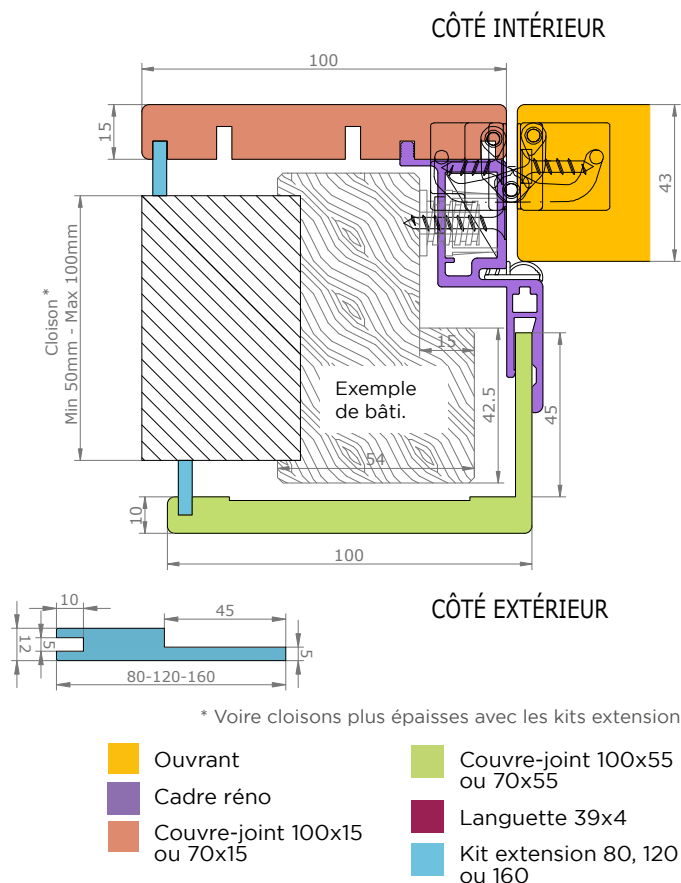 CÔTÉ INTÉRIEUR
100
15
43
Cloison *
Min 50mm - Max 100mm
15
Exemple
de bâti.
42.5
45
54
10
100
CÔTÉ EXTÉRIEUR
10
45
12
5
5
80-120-160
* Voire cloisons plus épaisses avec les kits extension
Ouvrant
Cadre réno
Couvre-joint 100x15
ou 70x15
Couvre-joint 100x55
ou 70x55
Languette 39x4
Kit extension 80, 120
ou 160